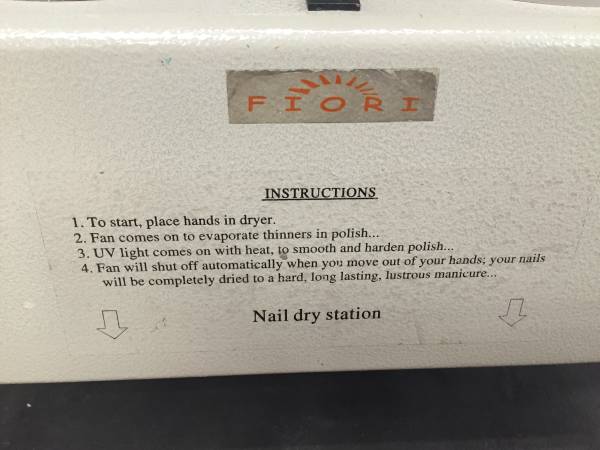 FIORI
INSTRUCTIONS
1. To start, place hands in dryer.
2. Fan comes on to evaporate thinners in polish...
3. UV light comes on with heat, to smooth and harden polish...
4. Fan will shut off automatically when you move out of your hands; your nails
will be completely dried to a hard, long lasting, lustrous manicure...
Nail dry station